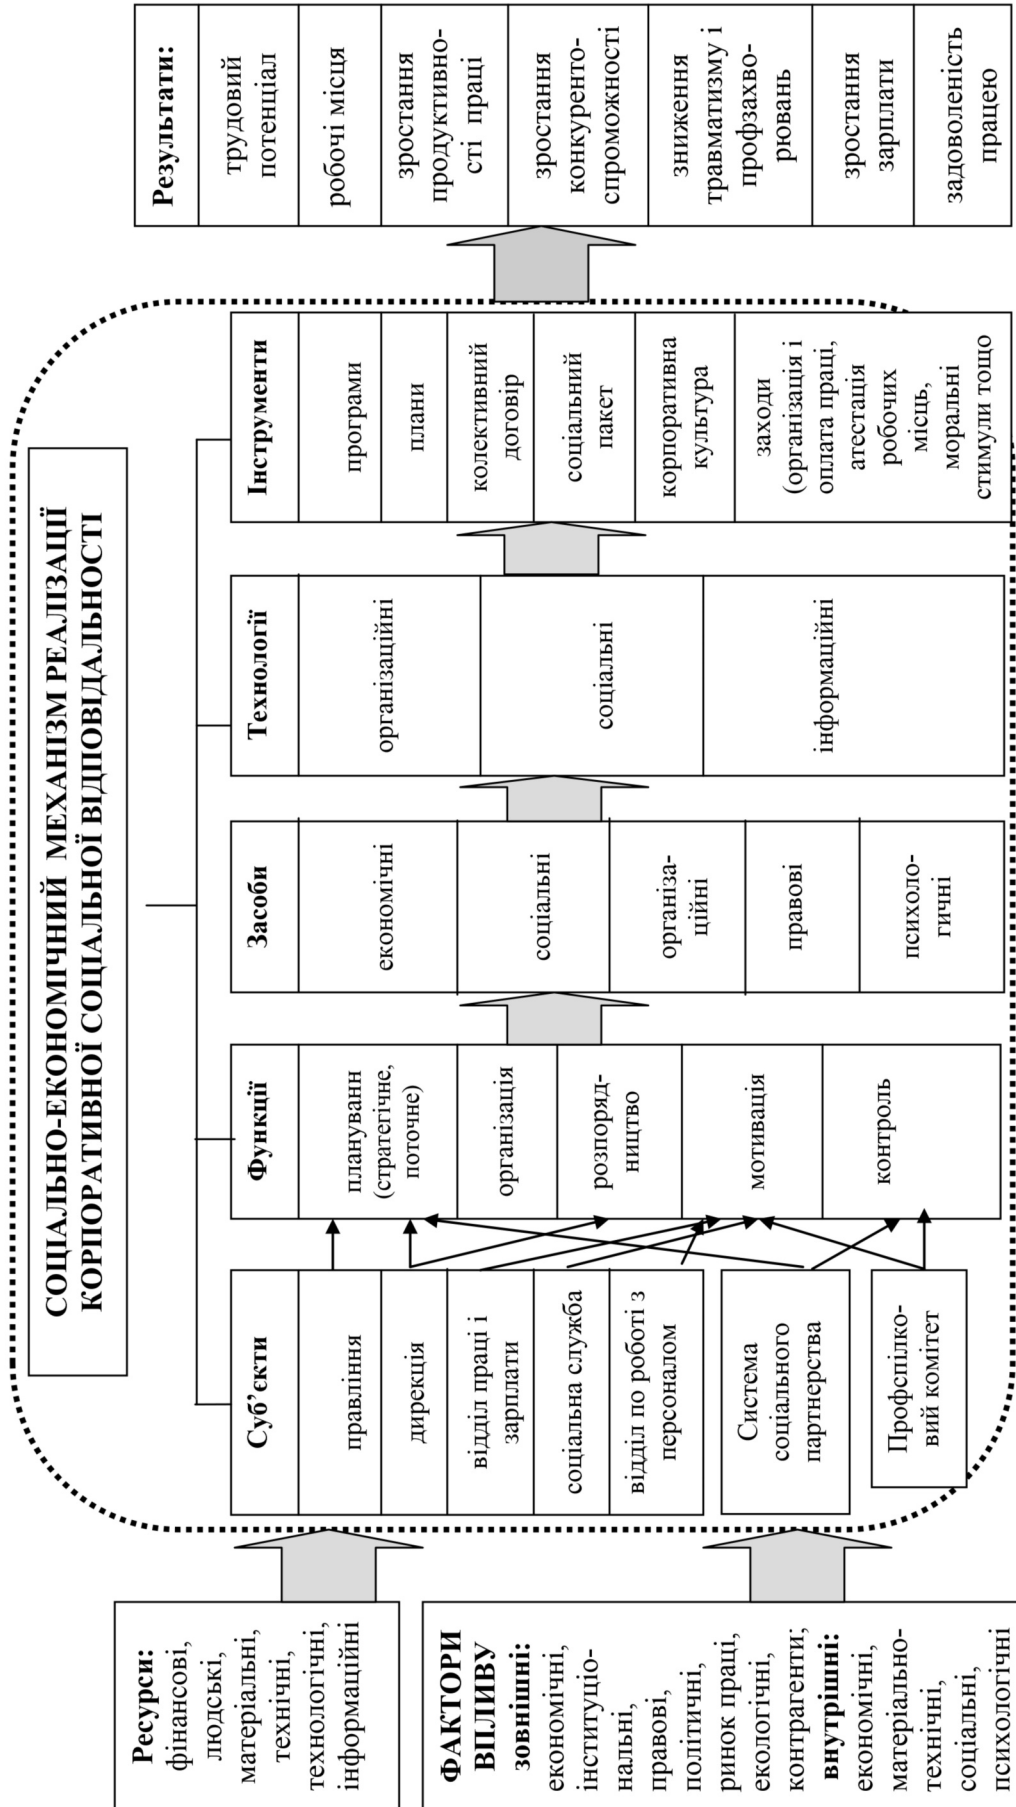 СОЦІАЛЬНО-ЕКОНОМІЧНИЙ МЕХАНІЗМ РЕАЛІЗАЦІЇ
КОРПОРАТИВНОЇ СОЦІАЛЬНОЇ ВІДПОВІДАЛЬНОСТІ
Ресурси:
фінансові,
людські,
матеріальні,
технічні,
технологічні,
інформаційні
ФАКТОРИ
ВПЛИВУ
зовнішні:
економічні,
інституціо-
нальні,
правові,
політичні,
ринок праці,
екологічні,
контрагенти;
внутрішні:
економічні,
матеріально-
технічні,
соціальні,
психологічні
Суб’єкти
правління
дирекція
відділ праці і
зарплати
соціальна служба
відділ по роботі з
персоналом
Система
соціального
партнерства
Профспілко-
вий комітет
Функції
плануванн
(стратегічне,
поточне)
організація
розпоряд-
ництво
мотивація
контроль
Засоби
економічні
соціальні
організа-
ційні
правові
психоло-
гичні
Технології
організаційні
соціальні
інформаційні
Інструменти
програми
плани
колективний
договір
соціальний
пакет
корпоративна
культура
заходи
(організація і
оплата праці,
атестація
робочих
місць,
моральні
стимули тощо
Результати:
трудовий
потенціал
робочі місця
зростання
продуктивно-
сті праці
зростання
конкуренто-
спроможності
зниження
травматизму і
профзахво-
рювань
зростання
зарплати
задоволеність
працею